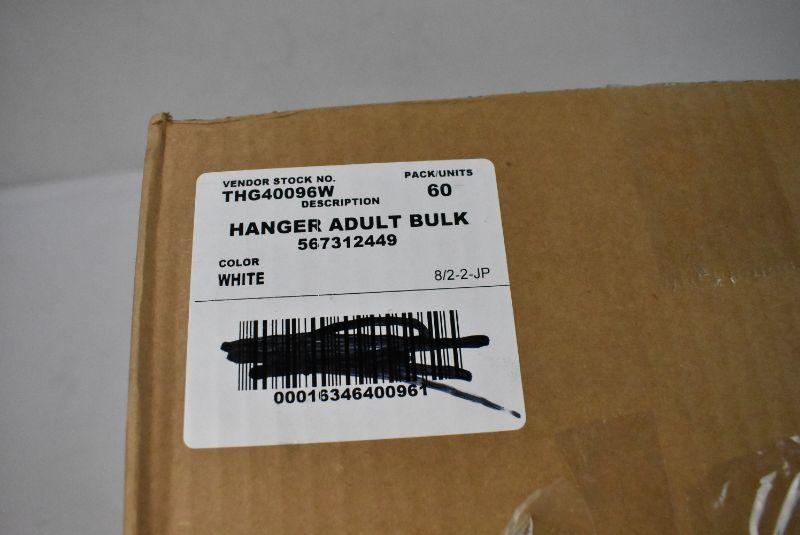 VENDOR STOCK NO. PACK/UNITS
THG40096W 60
DESCRIPTION
HANGER ADULT BULK
567312449
COLOR
WHITE 8/2-2-JP
00016346400961